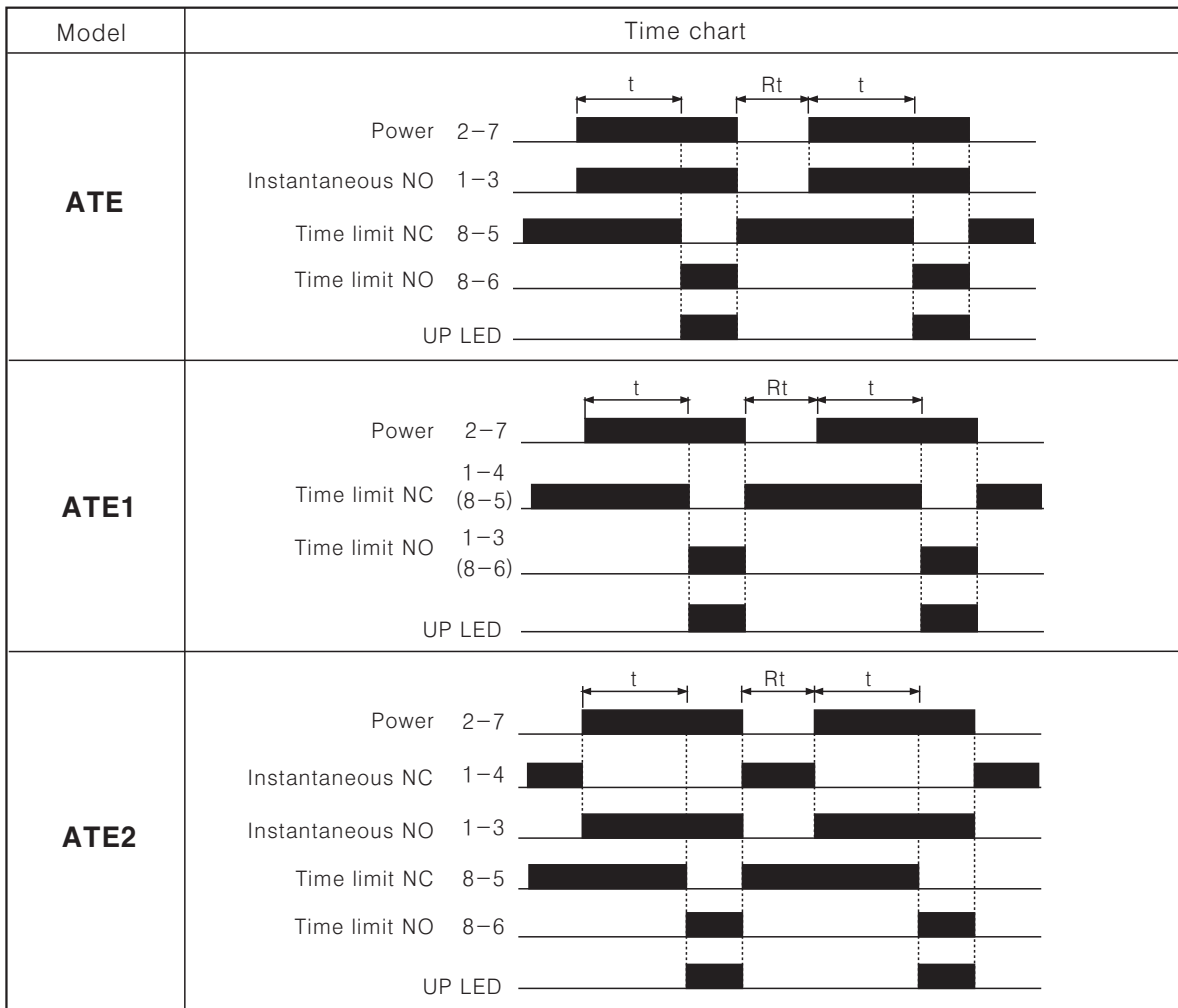 Model Time chart
t Rt t
Power 2−7
Instantaneous NO 1−3
ATE
Time limit NC 8−5
Time limit NO 8−6
UP LED
t Rt t
Power 2−7
1−4
Time limit NC (8−5)
ATE1
1−3
Time limit NO (8−6)
UP LED
t Rt t
Power 2−7
Instantaneous NC 1−4
Instantaneous NO 1−3
ATE2
Time limit NC 8−5
Time limit NO 8−6
UP LED